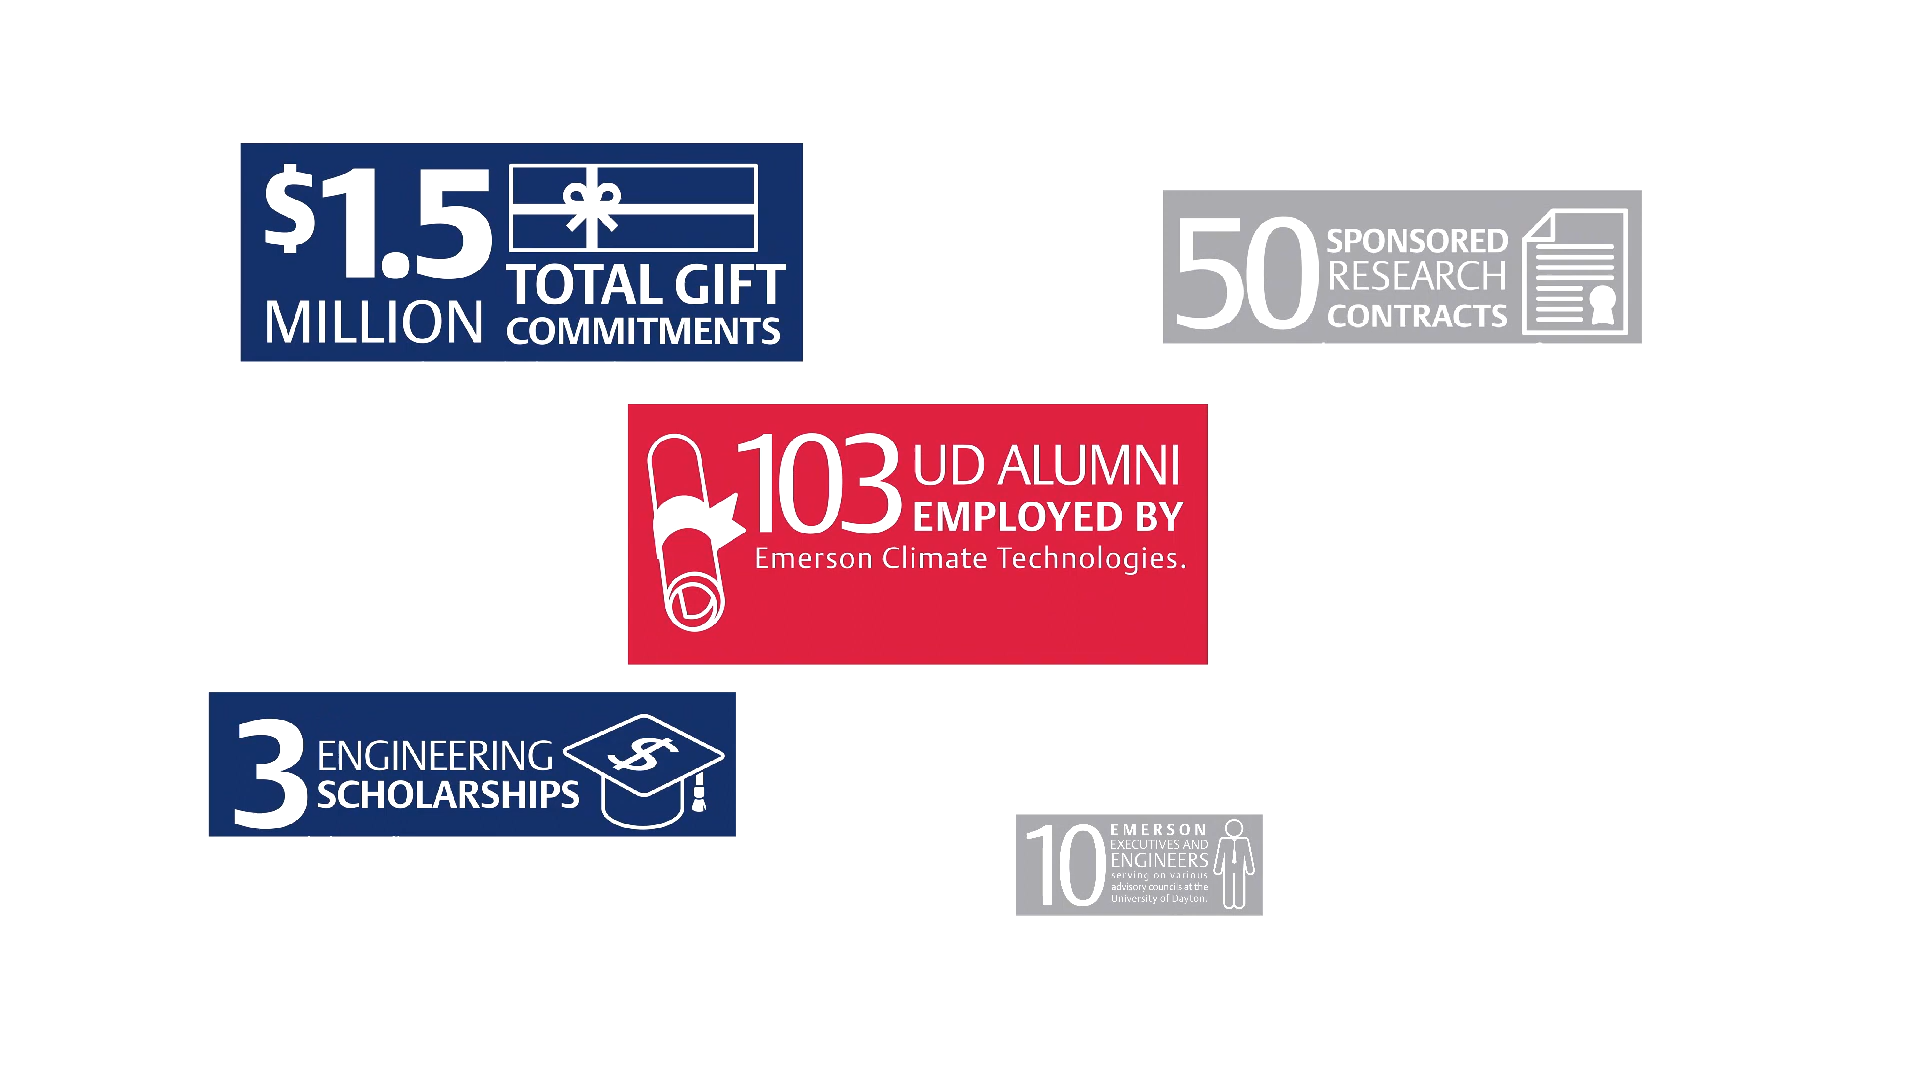 $1.5
MILLION
TOTAL GIFT
COMMITMENTS
50
SPONSORED
RESEARCH
CONTRACTS
103
UD ALUMNI
EMPLOYED BY
Emerson Climate Technologies.
3
ENGINEERING
SCHOLARSHIPS
$
10
EMERSON
EXECUTIVES AND
ENGINEERS
serving on various
advisory councils at the
University of Dayton.